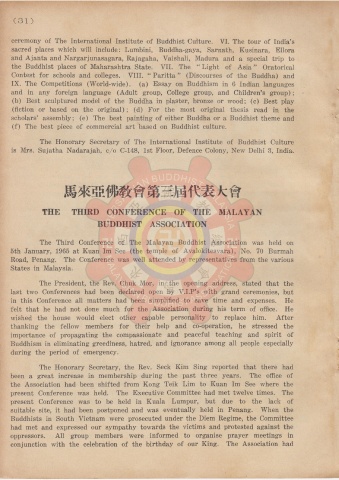 (31)
ceremony of The International Institute of Buddhist Culture. VI. The tour of India's
sacred places which will include: Lumbini, Buddha-gaya, Sarnath, Kusinara, Ellora
and Ajanta and Nargarjunasagara, Rajagaha, Vaishali, Madura and a special trip to
the Buddhist places of Maharashtra State. VII. The "Light of Asia" Oratorical
Contest for schools and colleges. VIII. "Paritta" (Discourses of the Buddha) and
IX. The Competitions (World-wide). (a) Essay on Buddhism in 6 Indian languages
and in any foreign language (Adult group, College group, and Children's group);
(b) Best sculptured model of the Buddha in plaster, bronze or wood; (c) Best play
(fiction or based on the original); (d) For the most original thesis read in the
scholars' assembly; (e) The best painting of either Buddha or a Buddhist theme and
(f) The best piece of commercial art based on Buddhist culture.
The Honorary Secretary of The International Institute of Buddhist Culture
is Mrs. Sujatha Nadarajah, c/o C-148, 1st Floor, Defence Colony, New Delhi 3, India.
馬來亞佛教會第三屆代表大會
THE THIRD CONFERENCE OF THE MALAYAN
BUDDHIST ASSOCIATION
The Third Conference of The Malayan Buddhist Association was held on
5th January, 1965 at Kuan Im See (the temple of Avalokitesvara), No. 70 Burmah
Road, Penang. The Conference was well attended by representatives from the various
States in Malaysia.
The President, the Rev. Chuk Mor, in the opening address, stated that the
last two Conferences had been declared open by V.I.P's with grand ceremonies, but
in this Conference all matters had been simplified to save time and expenses. He
felt that he had not done much for the Association during his term of office. He
wished the house would elect other capable personality to replace him. After
thanking the fellow members for their help and co-operation, he stressed the
importance of propagating the compassionate and peaceful teaching and spirit of
Buddhism in eliminating greediness, hatred, and ignorance among all people especially
during the period of emergency.
The Honorary Secretary, the Rev. Seck Kim Seng reported that there had
been a great increase in membership during the past three years. The office of
the Association had been shifted from Kong Teik Lim to Kuan Im See where the
present Conference was held. The Executive Committee had met twelve times. The
present Conference was to be held in Kuala Lumpur, but due to the lack of
suitable site, it had been postponed and was eventually held in Penang. When the
Buddhists in South Vietnam were prosecuted under the Diem Regime, the Committee
had met and expressed our sympathy towards the victims and protested against the
oppressors. All group members were informed to organise prayer meetings in
conjunction with the celebration of the birthday of our King. The Association had